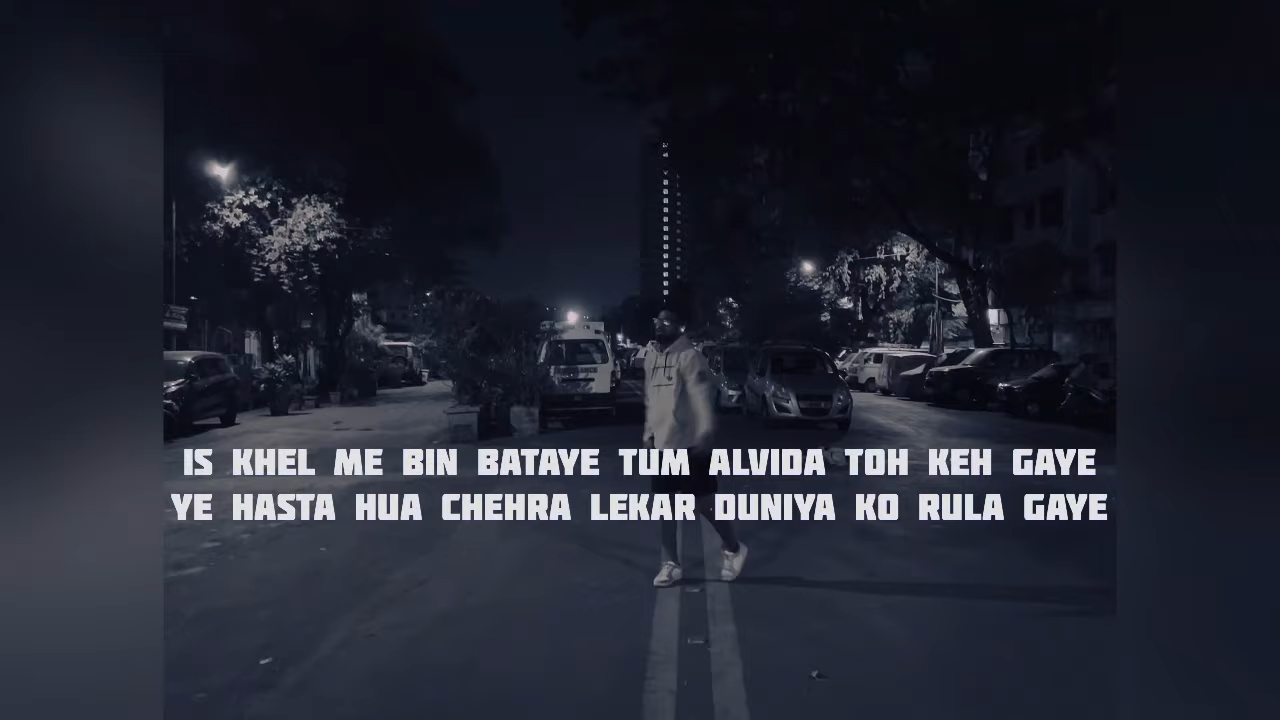 IS KHEL ME BIN BATAYE TUM ALVIDA TOH KEH GAYE
YE HASTA HUA CHEHRA LEKAR DUNIYA KO RULA GAYE